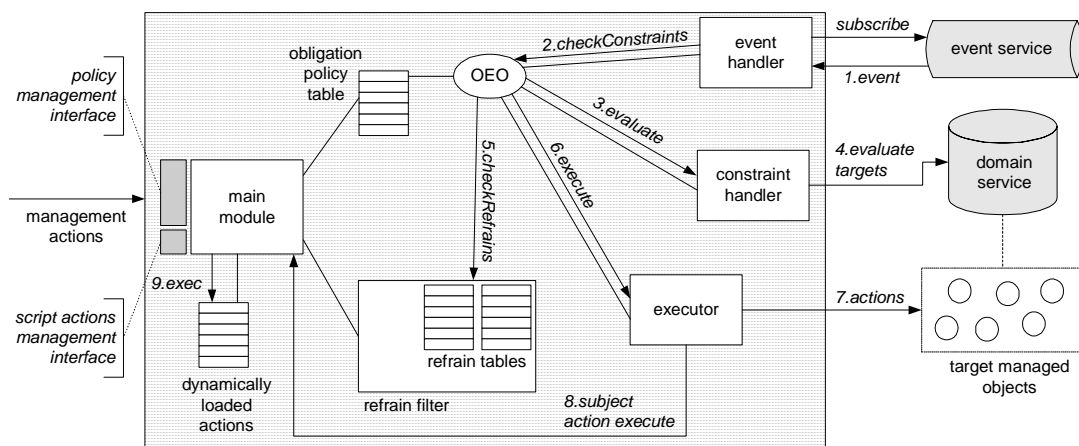 policy
management
interface
management
actions
script actions
management
interface
main
module
9.exec
dynamically
loaded
actions
obligation
policy
table
OEO
2.checkConstraints
event
handler
subscribe
event service
1.event
3.evaluate
constraint
handler
4.evaluate
targets
domain
service
5.checkRefrains
6.execute
refrain tables
refrain filter
executor
7.actions
8.subject
action execute
target managed
objects